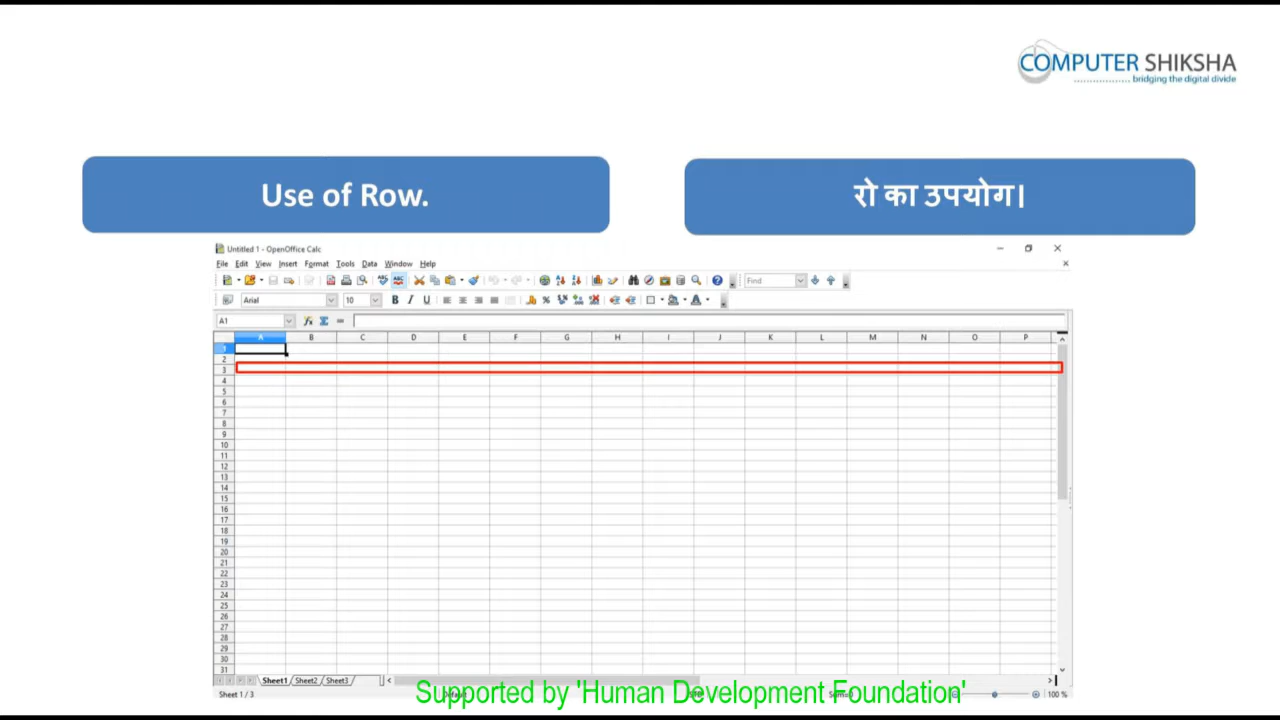 COMPUTER SHIKSHA
bridging the digital divide
Use of Row.
रो का उपयोग।
Untitled 1 - OpenOffice Calc
File Edit View Insert Format Tools Data Window Help
Find
Arial 10 B I U
A1
A B C D E F G H I J K L M N O P
1
2
3
4
5
6
7
8
9
10
11
12
13
14
15
16
17
18
19
20
21
22
23
24
25
26
27
28
29
30
31
Sheet1 Sheet2 Sheet3
Sheet 1 / 3 100 %
Supported by 'Human Development Foundation'